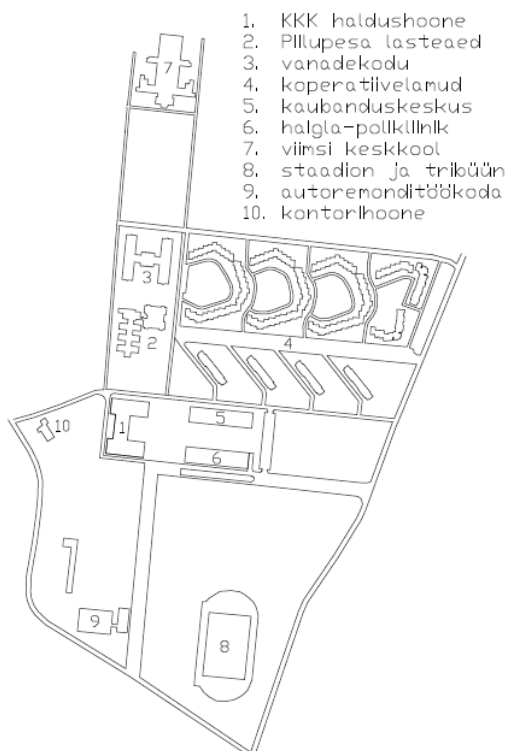 1. KKK haldushoone
2. Pillupesa lasteaed
3. vanadekodu
4. koperatiivelamud
5. kaubanduskeskus
6. haigla-polikliinik
7. viimsi keskkool
8. staadion ja tribüün
9. autoremonditöökoda
10. kontorihoone
7
3
2
4
5
1
10
6
9
8